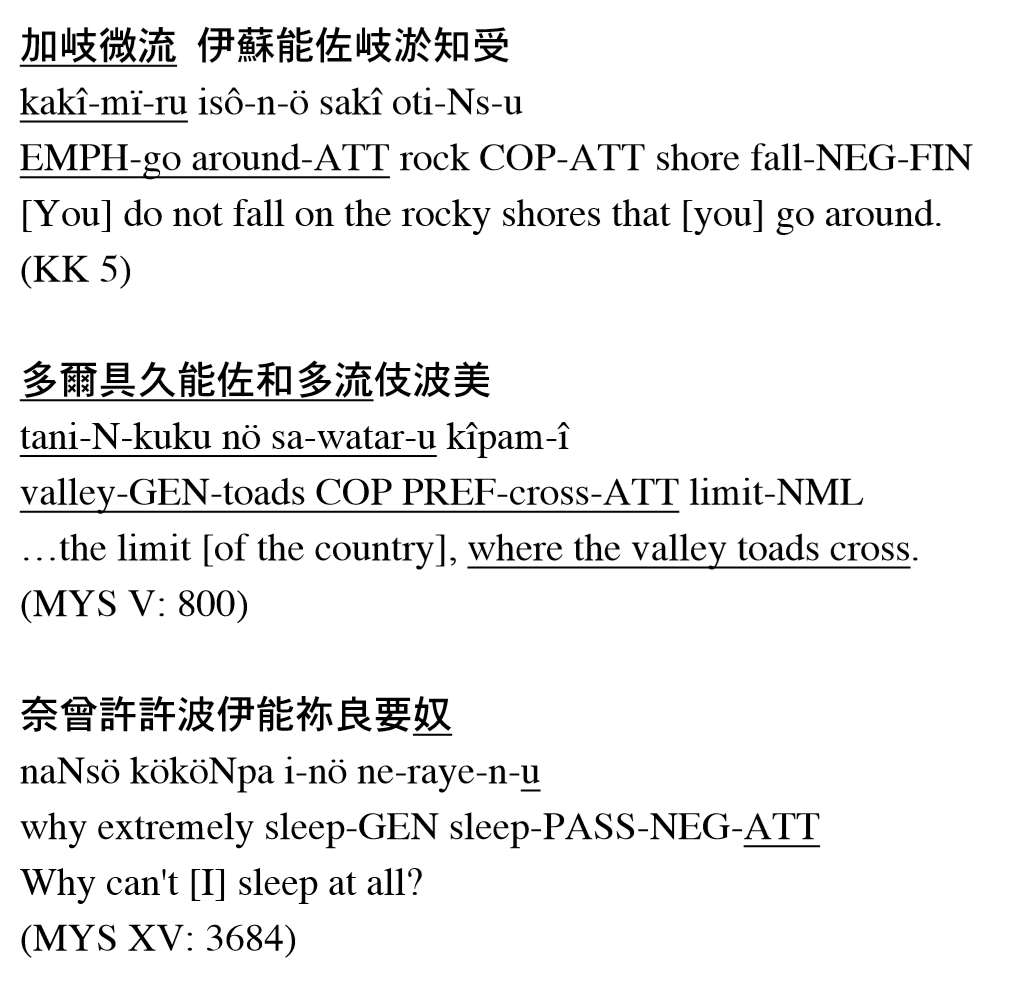 加岐微流 伊蘇能佐岐淤知受
kakî-mï-ru isô-n-ö sakî oti-Ns-u
EMPH-go around-ATT rock COP-ATT shore fall-NEG-FIN
[You] do not fall on the rocky shores that [you] go around.
(KK 5)
多爾具久能佐和多流伎波美
tani-N-kuku nö sa-watar-u kîpam-î
valley-GEN-toads COP PREF-cross-ATT limit-NML
…the limit [of the country], where the valley toads cross.
(MYS V: 800)
奈曾許許波伊能祢良要奴
naNsö kököNpa i-nö ne-raye-n-u
why extremely sleep-GEN sleep-PASS-NEG-ATT
Why can't [I] sleep at all?
(MYS XV: 3684)